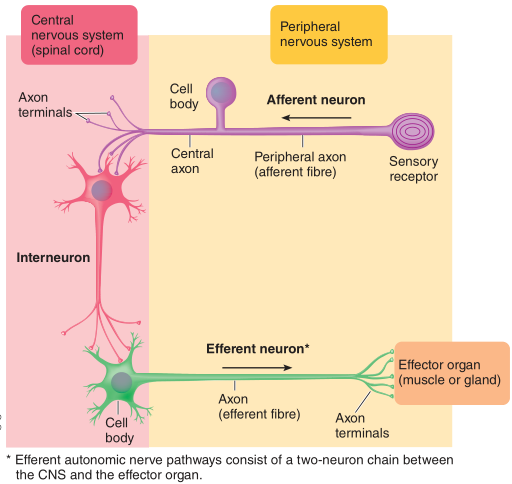 Central
nervous system
(spinal cord)
Peripheral
nervous system
Axon
terminals
Cell
body
Afferent neuron
Central
axon
Peripheral axon
(afferent fibre)
Sensory
receptor
Interneuron
Efferent neuron*
Effector organ
(muscle or gland)
Cell
body
Axon
(efferent fibre)
Axon
terminals
* Efferent autonomic nerve pathways consist of a two-neuron chain between
the CNS and the effector organ.